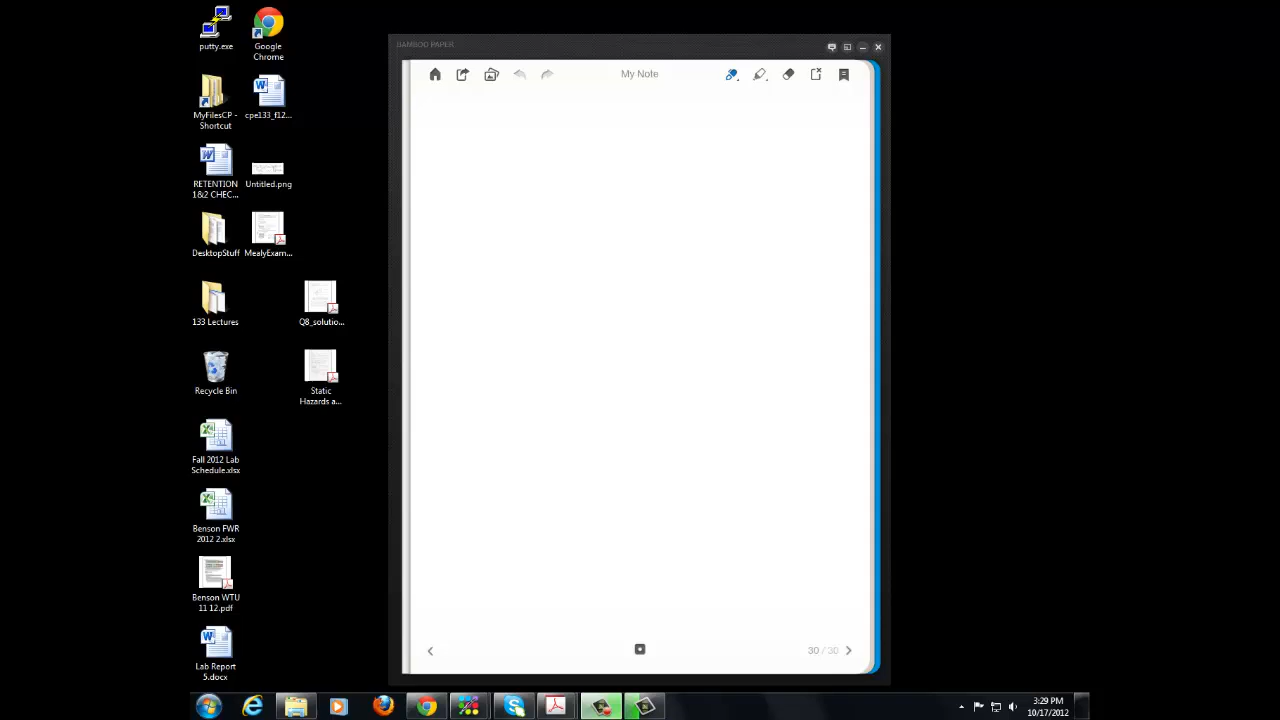 putty.exe
Google
Chrome
MyFilesCP -
Shortcut
cpe133_f12...
RETENTION
1&2 CHEC...
Untitled.png
DesktopStuff
MealyExam...
133 Lectures
Q8_solutio...
Recycle Bin
Static
Hazards a...
Fall 2012 Lab
Schedule.xlsx
Benson FWR
2012 2.xlsx
Benson WTU
11 12.pdf
Lab Report
5.docx
BAMBOO PAPER
My Note
30 / 30
3:29 PM
10/17/2012